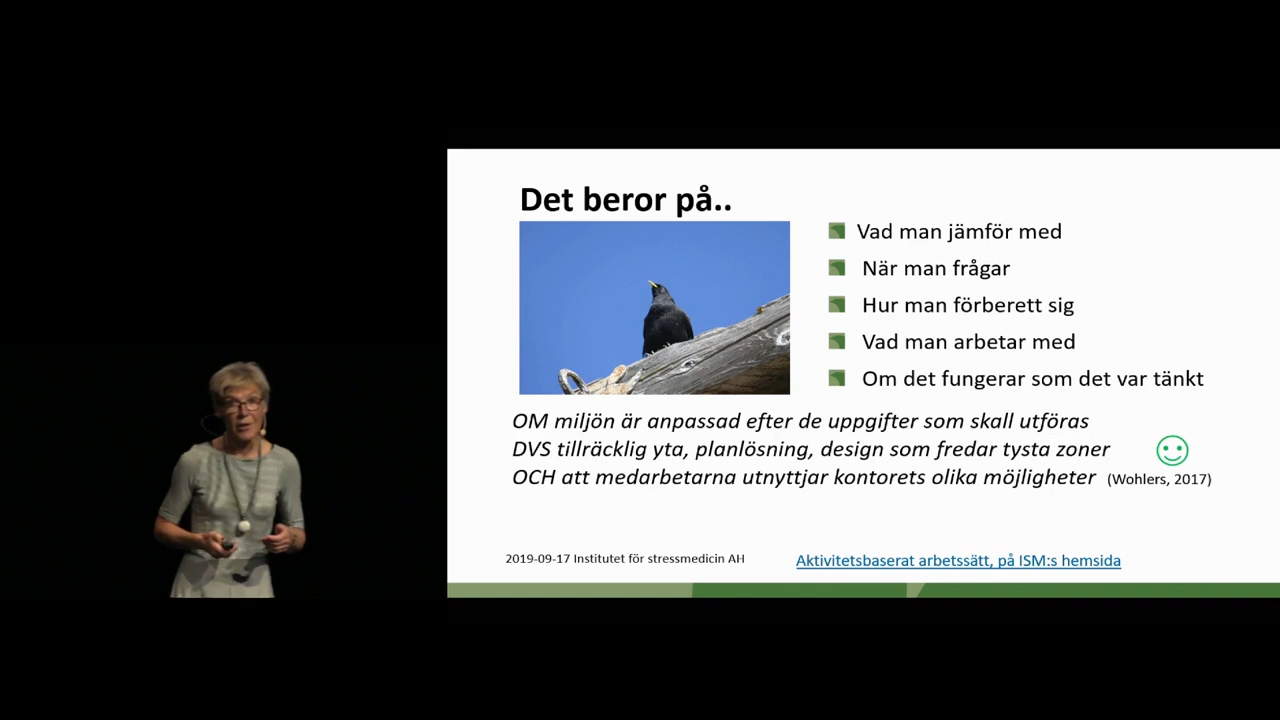 Det beror på..
Vad man jämför med
När man frågar
Hur man förberett sig
Vad man arbetar med
Om det fungerar som det var tänkt
OM miljön är anpassad efter de uppgifter som skall utföras
DVS tillräcklig yta, planlösning, design som fredar tysta zoner
OCH att medarbetarna utnyttjar kontorets olika möjligheter (Wohlers, 2017)
2019-09-17 Institutet för stressmedicin AH
Aktivitetsbaserat arbetssätt, på ISM:s hemsida